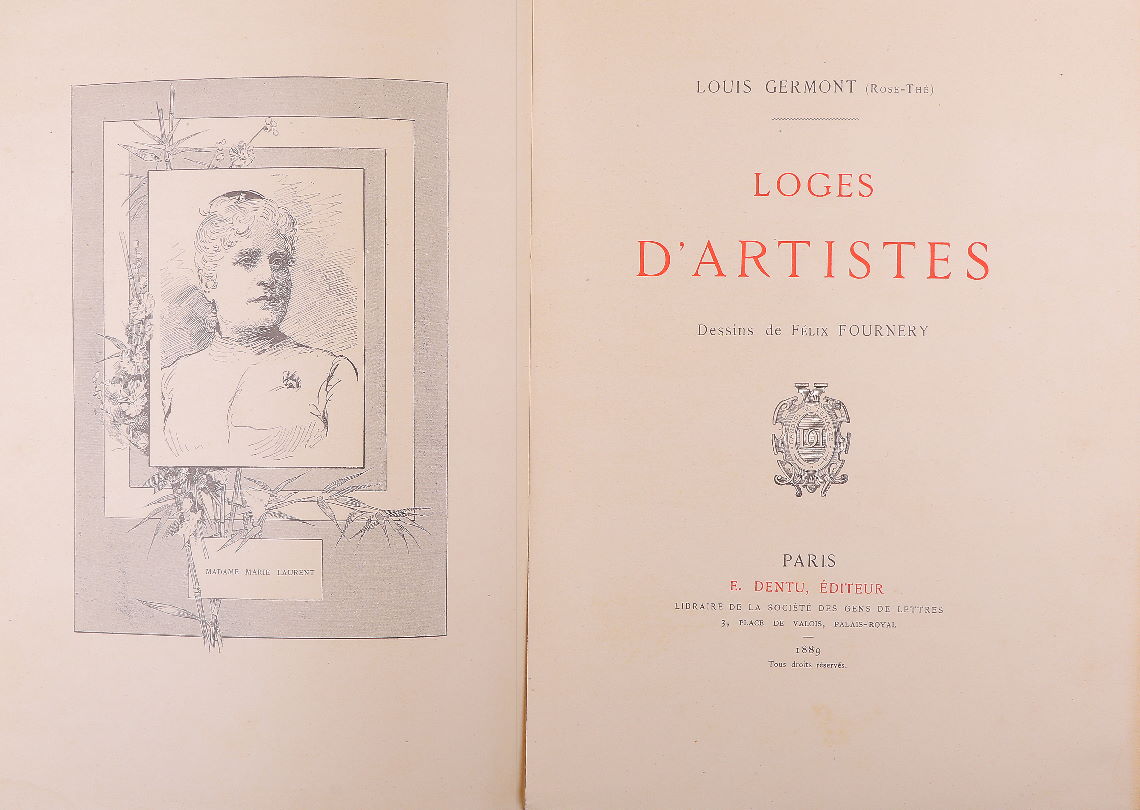 MADAME MARIE LAURENT
LOUIS GERMONT (ROSE-THÉ)
LOGES
D'ARTISTES
Dessins de FÉLIX FOURNERY
PARIS
E. DENTU, ÉDITEUR
LIBRAIRE DE LA SOCIÉTÉ DES GENS DE LETTRES
3, PLACE DE VALOIS, PALAIS-ROYAL
1889
Tous droits réservés.